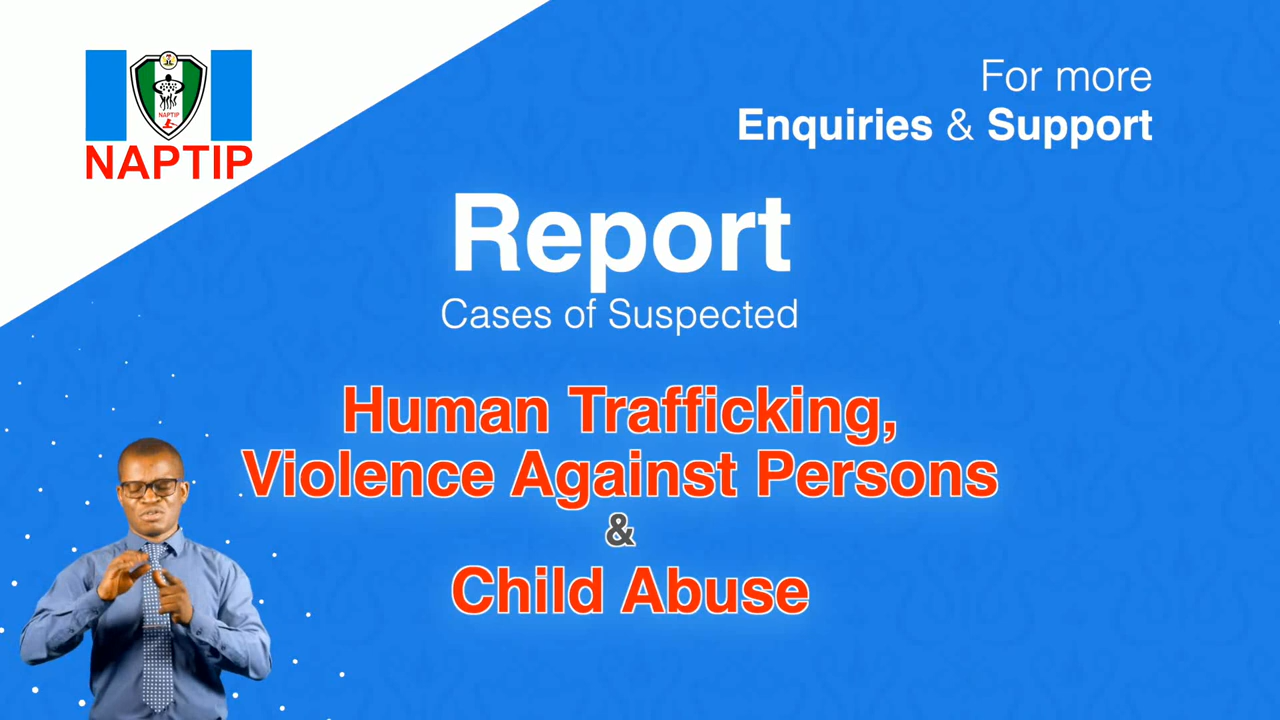 NAPTIP
NAPTIP
For more
Enquiries & Support
Report
Cases of Suspected
Human Trafficking,
Violence Against Persons
&
Child Abuse